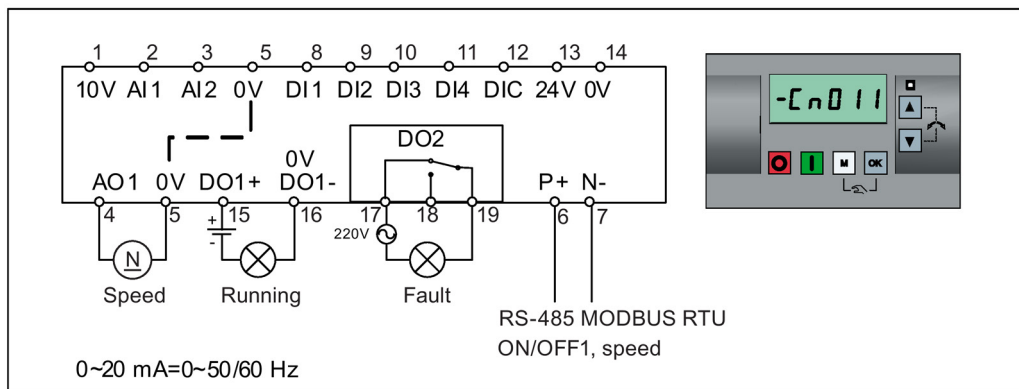 1 2 3 5 8 9 10 11 12 13 14
10V AI1 AI2 0V DI1 DI2 DI3 DI4 DIC 24V 0V
-Cn011
DO2
0V
AO1 0V DO1+ DO1- P+ N-
4 5 15 16 17 18 19 6 7
+
-
220V
M OK
N
Speed Running Fault
RS-485 MODBUS RTU
ON/OFF1, speed
0~20 mA=0~50/60 Hz